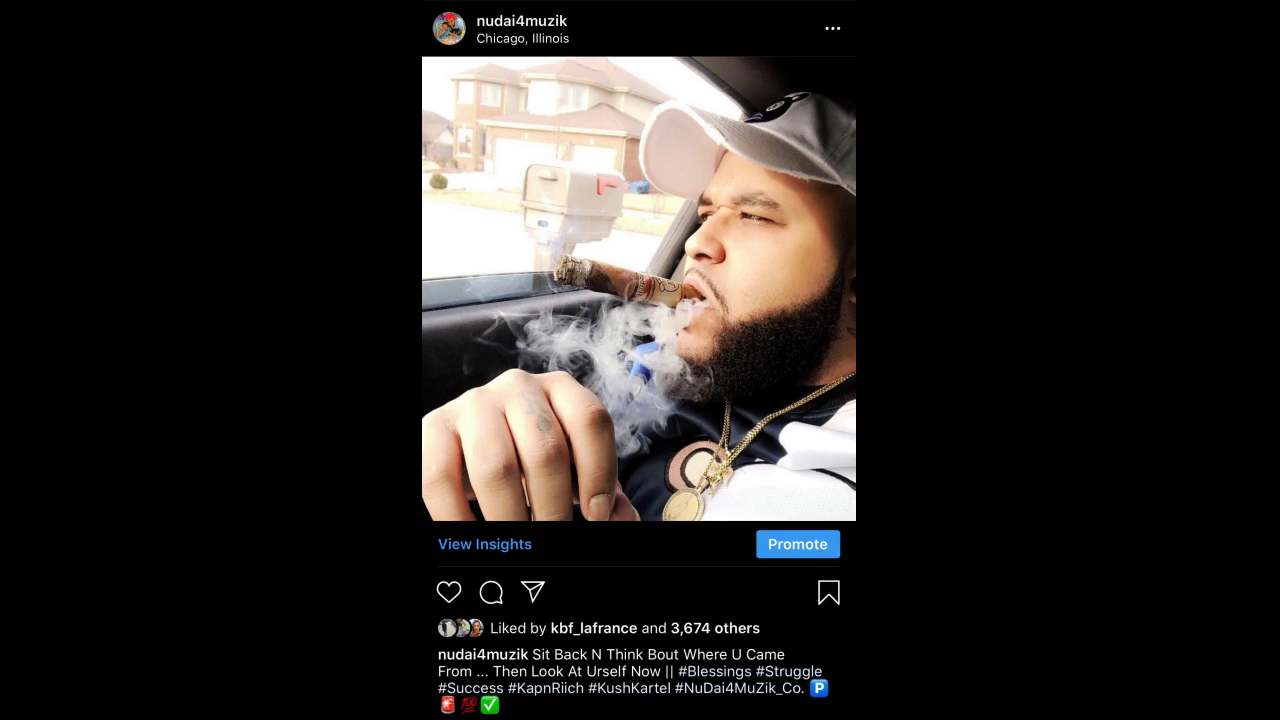 nudai4muzik
Chicago, Illinois
View Insights
Promote
Liked by kbf_lafrance and 3,674 others
nudai4muzik Sit Back N Think Bout Where U Came
From ... Then Look At Urself Now || #Blessings #Struggle
#Success #KapnRiich #KushKartel #NuDai4MuZik_Co. 🅿️
🚨 💯 ✅